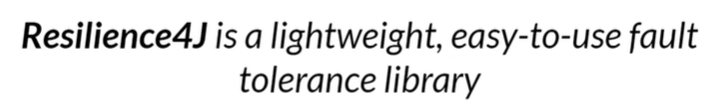 Resilience4J is a lightweight, easy-to-use fault
tolerance library